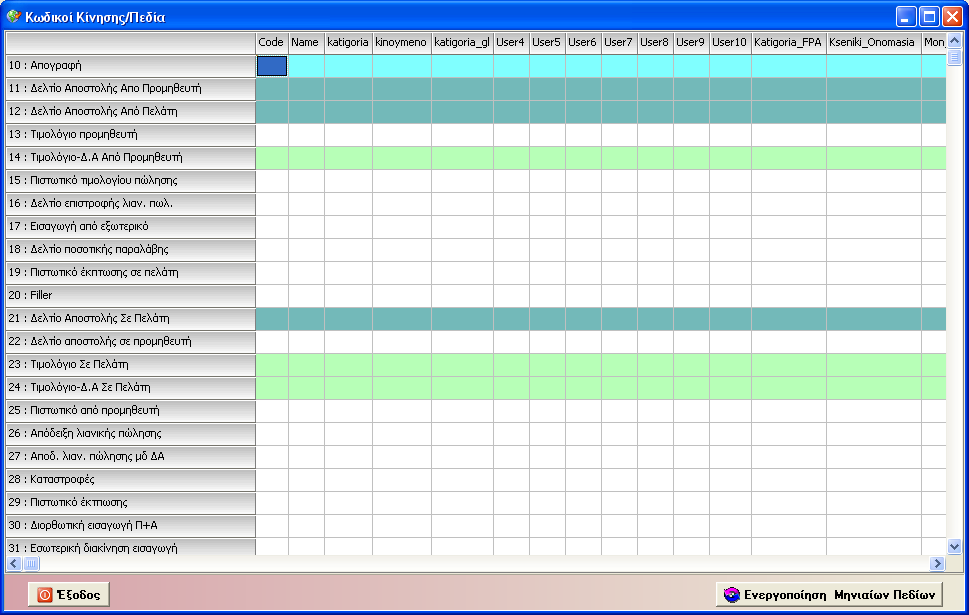 Κωδικοί Κίνησης/Πεδία
Code Name katigoria kinoymeno katigoria_gl User4 User5 User6 User7 User8 User9 User10 Katigoria_FPA Kseniki_Onomasia Mon_
10 : Απογραφή
11 : Δελτίο Αποστολής Απο Προμηθευτή
12 : Δελτίο Αποστολής Από Πελάτη
13 : Τιμολόγιο προμηθευτή
14 : Τιμολόγιο-Δ.Α Από Προμηθευτή
15 : Πιστωτικό τιμολογίου πώλησης
16 : Δελτίο επιστροφής λιαν. πωλ.
17 : Εισαγωγή από εξωτερικό
18 : Δελτίο ποσοτικής παραλάβης
19 : Πιστωτικό έκπτωσης σε πελάτη
20 : Filler
21 : Δελτίο Αποστολής Σε Πελάτη
22 : Δελτίο αποστολής σε προμηθευτή
23 : Τιμολόγιο Σε Πελάτη
24 : Τιμολόγιο-Δ.Α Σε Πελάτη
25 : Πιστωτικό από προμηθευτή
26 : Απόδειξη λιανικής πώλησης
27 : Αποδ. λιαν. πώλησης μδ ΔΑ
28 : Καταστροφές
29 : Πιστωτικό έκτπωσης
30 : Διορθωτική εισαγωγή Π+Α
31 : Εσωτερική διακίνηση εισαγωγή
Έξοδος
Ενεργοποίηση Μηνιαίων Πεδίων